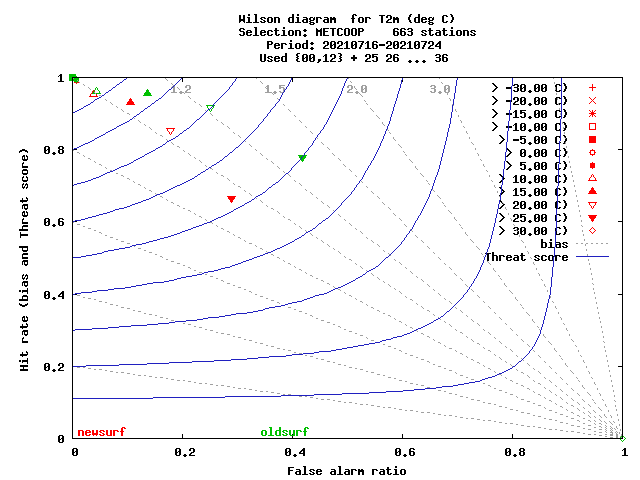 Wilson diagram  for T2m (deg C)
Selection: METCOOP    663 stations
Period: 20210716-20210724
Used {00,12} + 25 26 ... 36
1
0.8
0.6
0.4
0.2
0
Hit rate (bias and Threat score)
1.2
1.5
2.0
3.0
> -30.00 C)
> -20.00 C)
> -15.00 C)
> -10.00 C)
> -5.00 C)
> 0.00 C)
> 5.00 C)
> 10.00 C)
> 15.00 C)
> 20.00 C)
> 25.00 C)
> 30.00 C)
bias
Threat score
newsurf
oldsurf
0
0.2
0.4
0.6
0.8
1
False alarm ratio